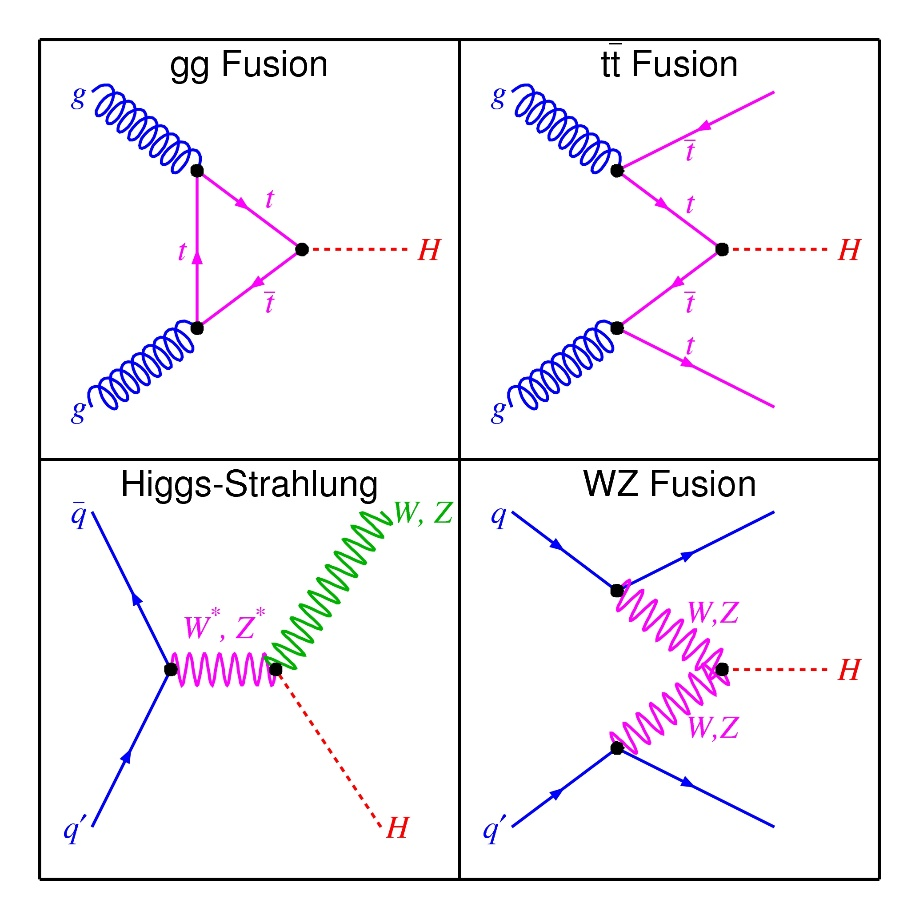 gg Fusion
g
t
t
H
t̄
g
tt̄ Fusion
g
t̄
t
H
t̄
t
g
Higgs-Strahlung
q̄
W, Z
W*, Z*
q′
H
WZ Fusion
q
W,Z
H
W,Z
q′